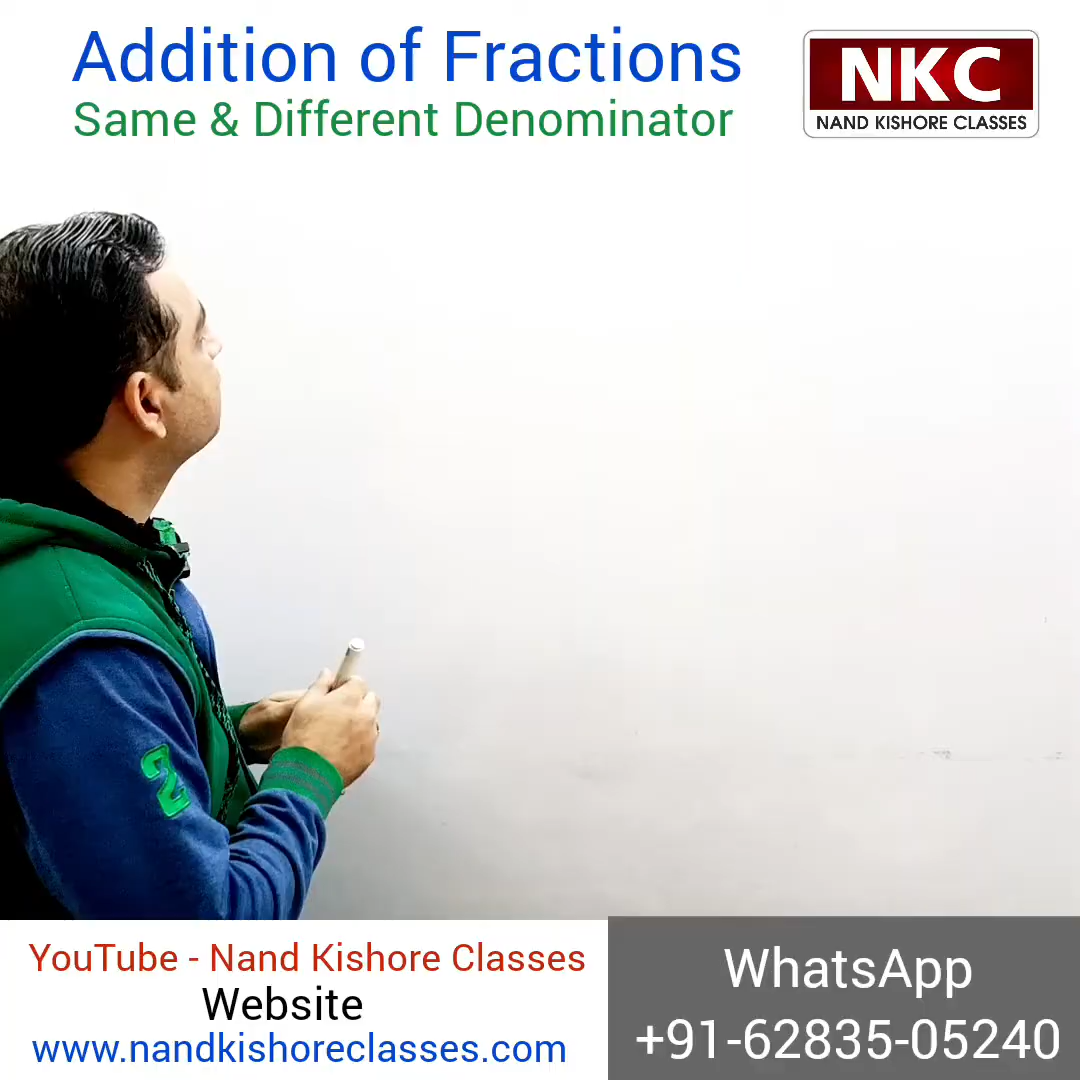 Addition of Fractions
Same & Different Denominator
NKC
NAND KISHORE CLASSES
2
YouTube - Nand Kishore Classes
Website
www.nandkishoreclasses.com
WhatsApp
+91-62835-05240